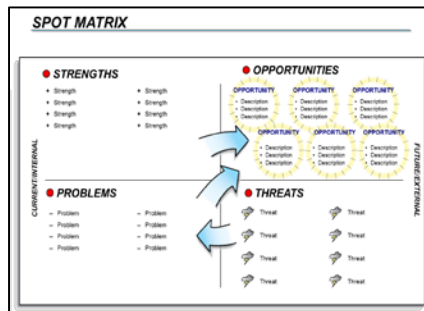 SPOT MATRIX
STRENGTHS
+ Strength + Strength
+ Strength + Strength
+ Strength + Strength
+ Strength + Strength
OPPORTUNITIES
OPPORTUNITY OPPORTUNITY OPPORTUNITY
• Description • Description • Description
• Description • Description • Description
• Description • Description • Description
OPPORTUNITY OPPORTUNITY OPPORTUNITY
• Description • Description • Description
• Description • Description • Description
• Description • Description • Description
CURRENT/INTERNAL
FUTURE/EXTERNAL
PROBLEMS
– Problem – Problem
– Problem – Problem
– Problem – Problem
– Problem – Problem
THREATS
Threat Threat
Threat Threat
Threat Threat
Threat Threat